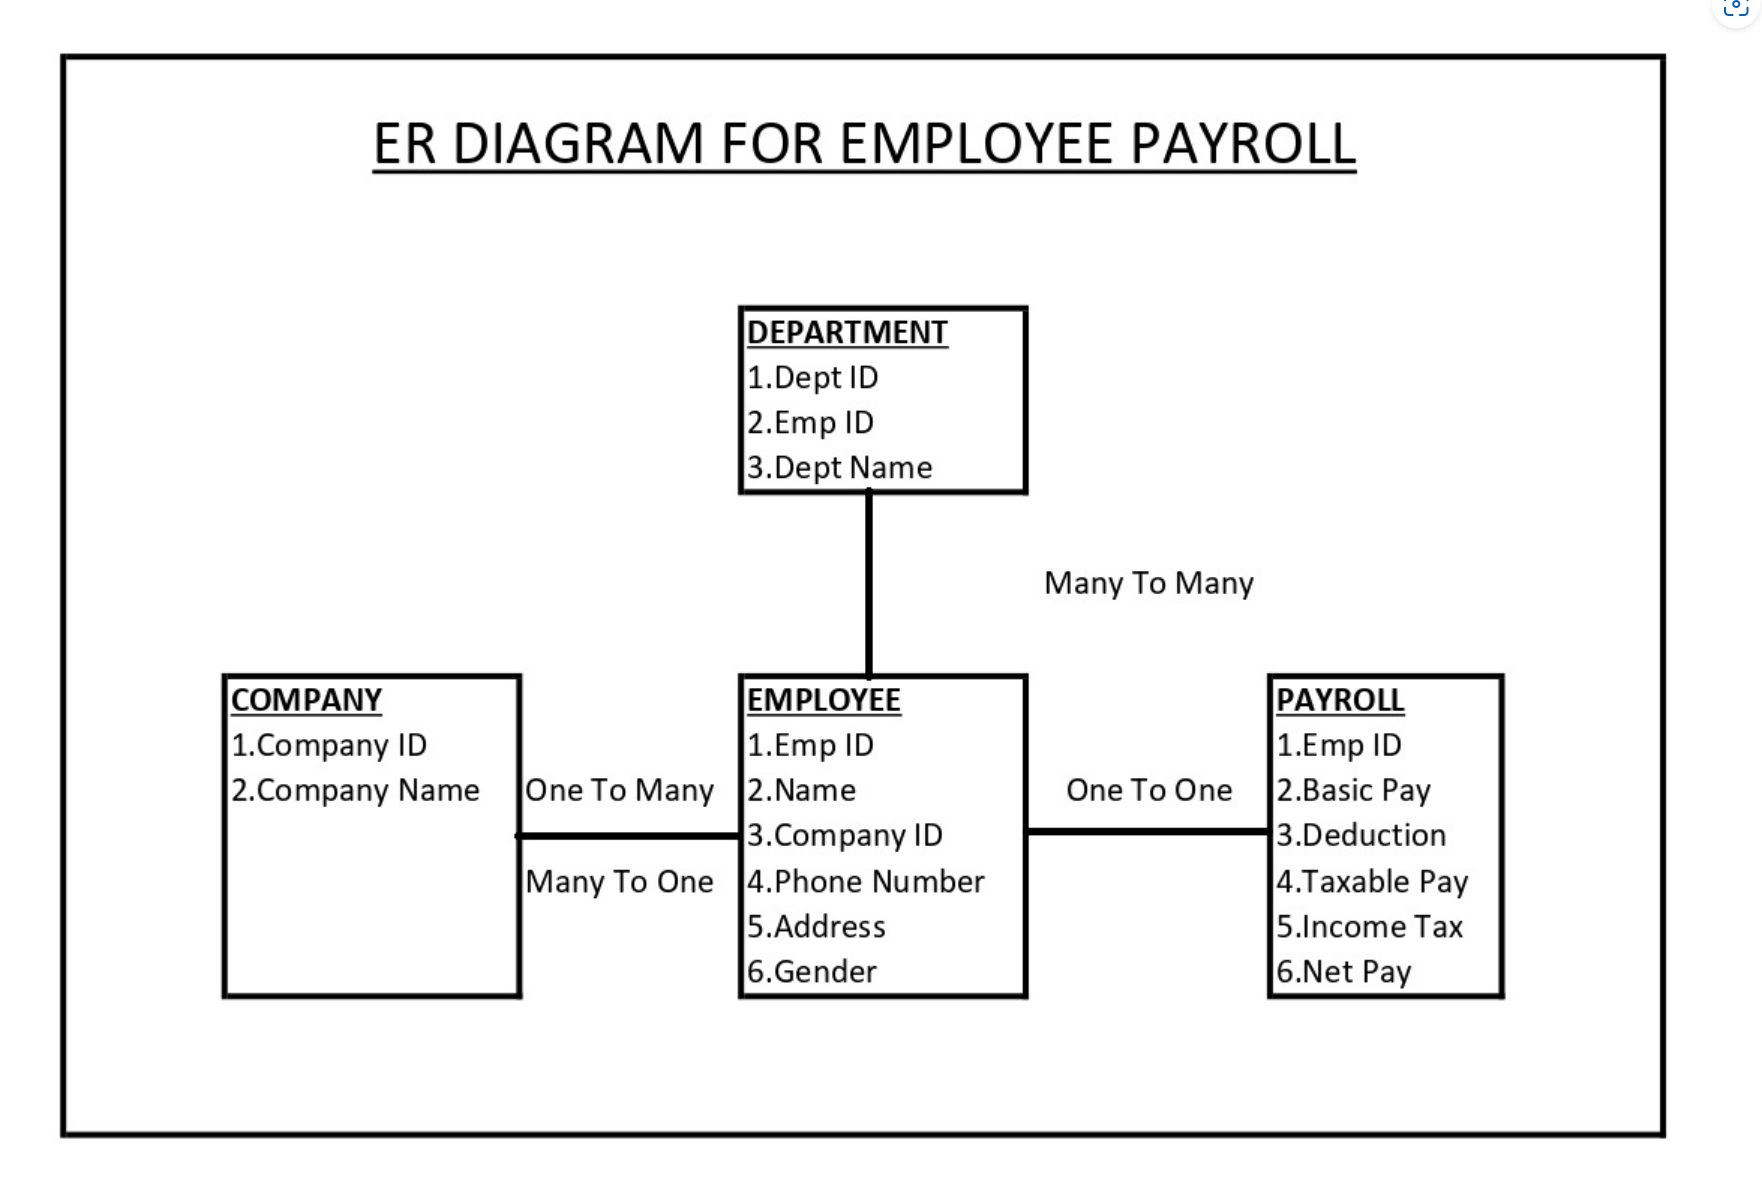 ER DIAGRAM FOR EMPLOYEE PAYROLL
DEPARTMENT
1.Dept ID
2.Emp ID
3.Dept Name
Many To Many
COMPANY
1.Company ID
2.Company Name
One To Many
Many To One
EMPLOYEE
1.Emp ID
2.Name
3.Company ID
4.Phone Number
5.Address
6.Gender
One To One
PAYROLL
1.Emp ID
2.Basic Pay
3.Deduction
4.Taxable Pay
5.Income Tax
6.Net Pay